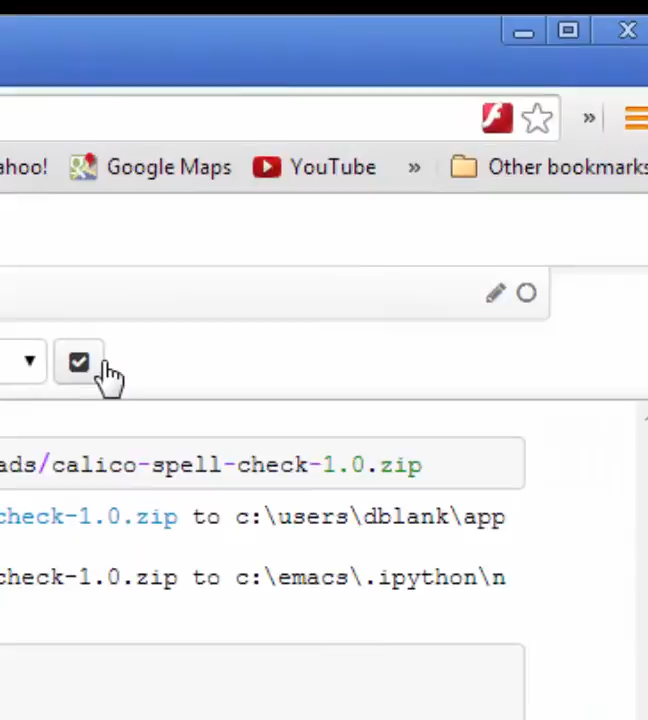 ahoo! Google Maps YouTube » Other bookmarks
ads/calico-spell-check-1.0.zip
check-1.0.zip to c:\users\dblank\app
check-1.0.zip to c:\emacs\.ipython\n